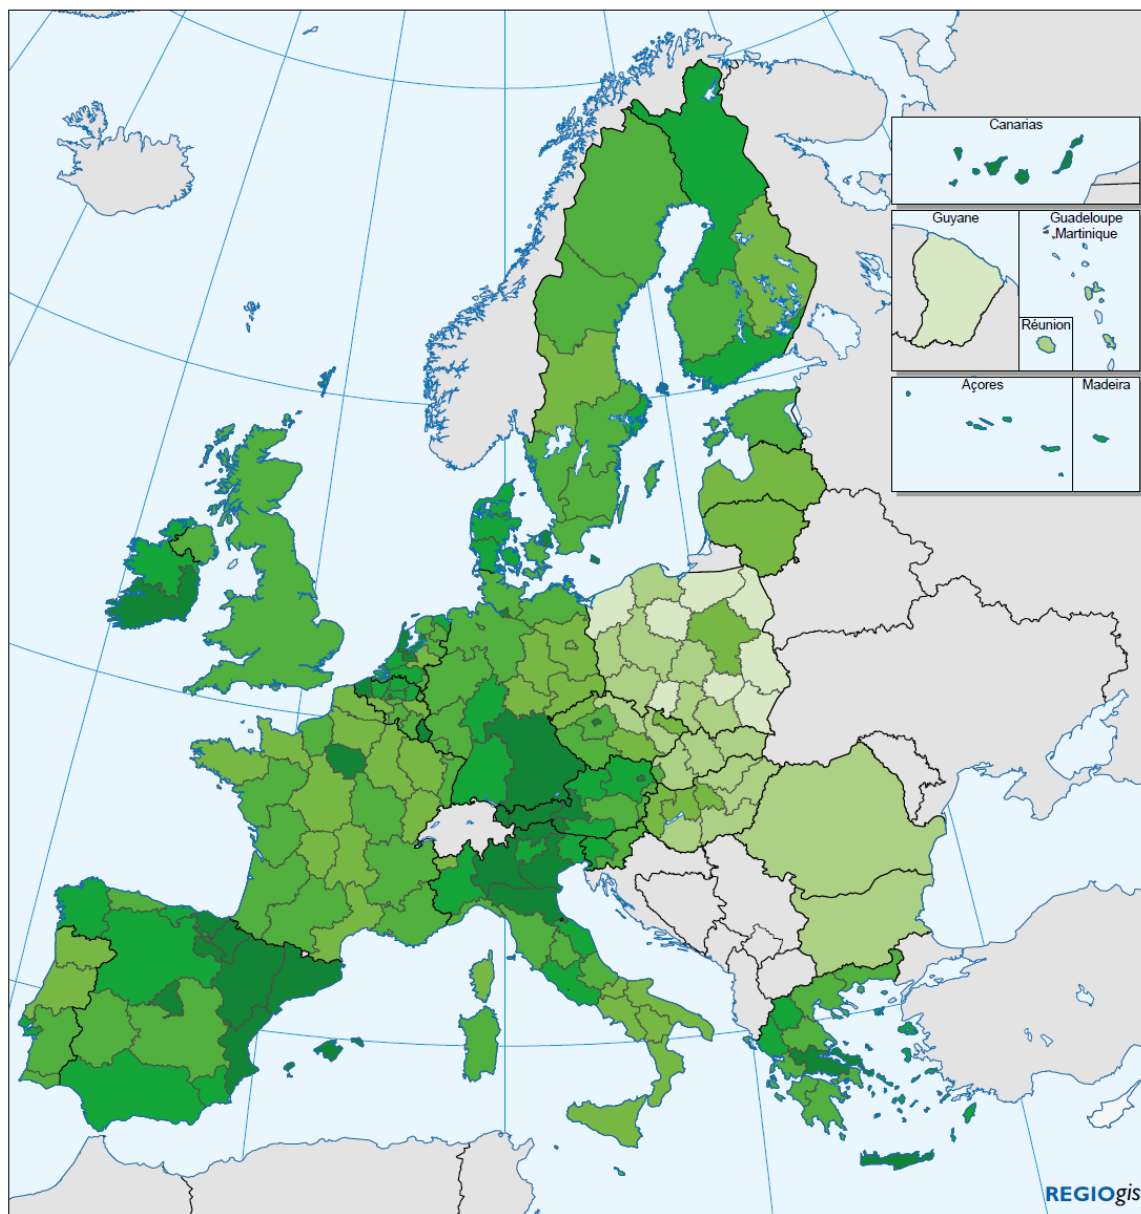 Canarias
Guyane
Guadeloupe
Martinique
Réunion
Açores
Madeira
REGIOgis